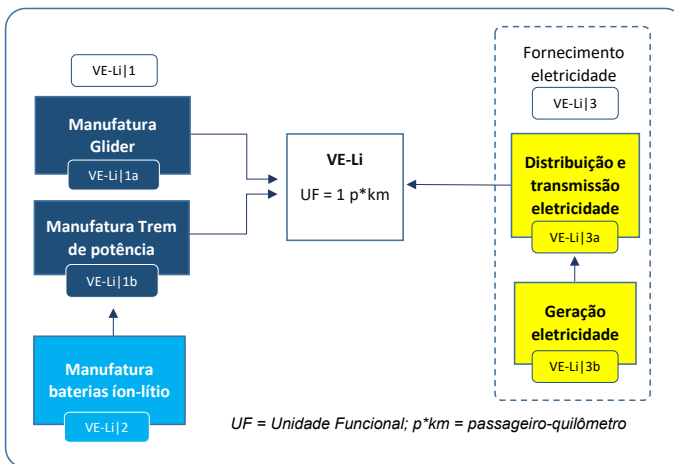 VE-Li|1
Manufatura
Glider
VE-Li|1a
Manufatura Trem
de potência
VE-Li|1b
Manufatura
baterias íon-lítio
VE-Li|2
VE-Li
UF = 1 p*km
Fornecimento
eletricidade
VE-Li|3
Distribuição e
transmissão
eletricidade
VE-Li|3a
Geração
eletricidade
VE-Li|3b
UF = Unidade Funcional; p*km = passageiro-quilômetro